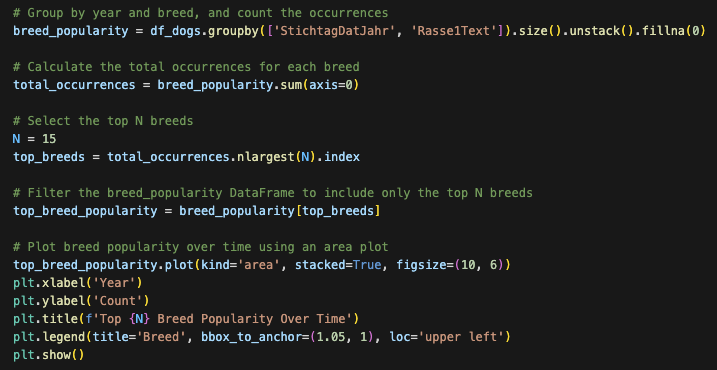 # Group by year and breed, and count the occurrences
breed_popularity = df_dogs.groupby(['StichtagDatJahr', 'Rasse1Text']).size().unstack().fillna(0)
# Calculate the total occurrences for each breed
total_occurrences = breed_popularity.sum(axis=0)
# Select the top N breeds
N = 15
top_breeds = total_occurrences.nlargest(N).index
# Filter the breed_popularity DataFrame to include only the top N breeds
top_breed_popularity = breed_popularity[top_breeds]
# Plot breed popularity over time using an area plot
top_breed_popularity.plot(kind='area', stacked=True, figsize=(10, 6))
plt.xlabel('Year')
plt.ylabel('Count')
plt.title(f'Top {N} Breed Popularity Over Time')
plt.legend(title='Breed', bbox_to_anchor=(1.05, 1), loc='upper left')
plt.show()